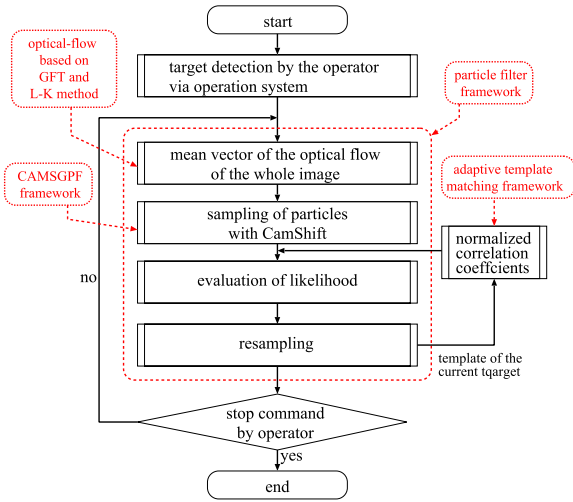 start
optical-flow
based on
GFT and
L-K method
target detection by the operator
via operation system
particle filter
framework
mean vector of the optical flow
of the whole image
adaptive template
matching framework
CAMSGPF
framework
sampling of particles
with CamShift
normalized
correlation
coeffcients
no
evaluation of likelihood
resampling
template of the
current tqarget
stop command
by operator
yes
end